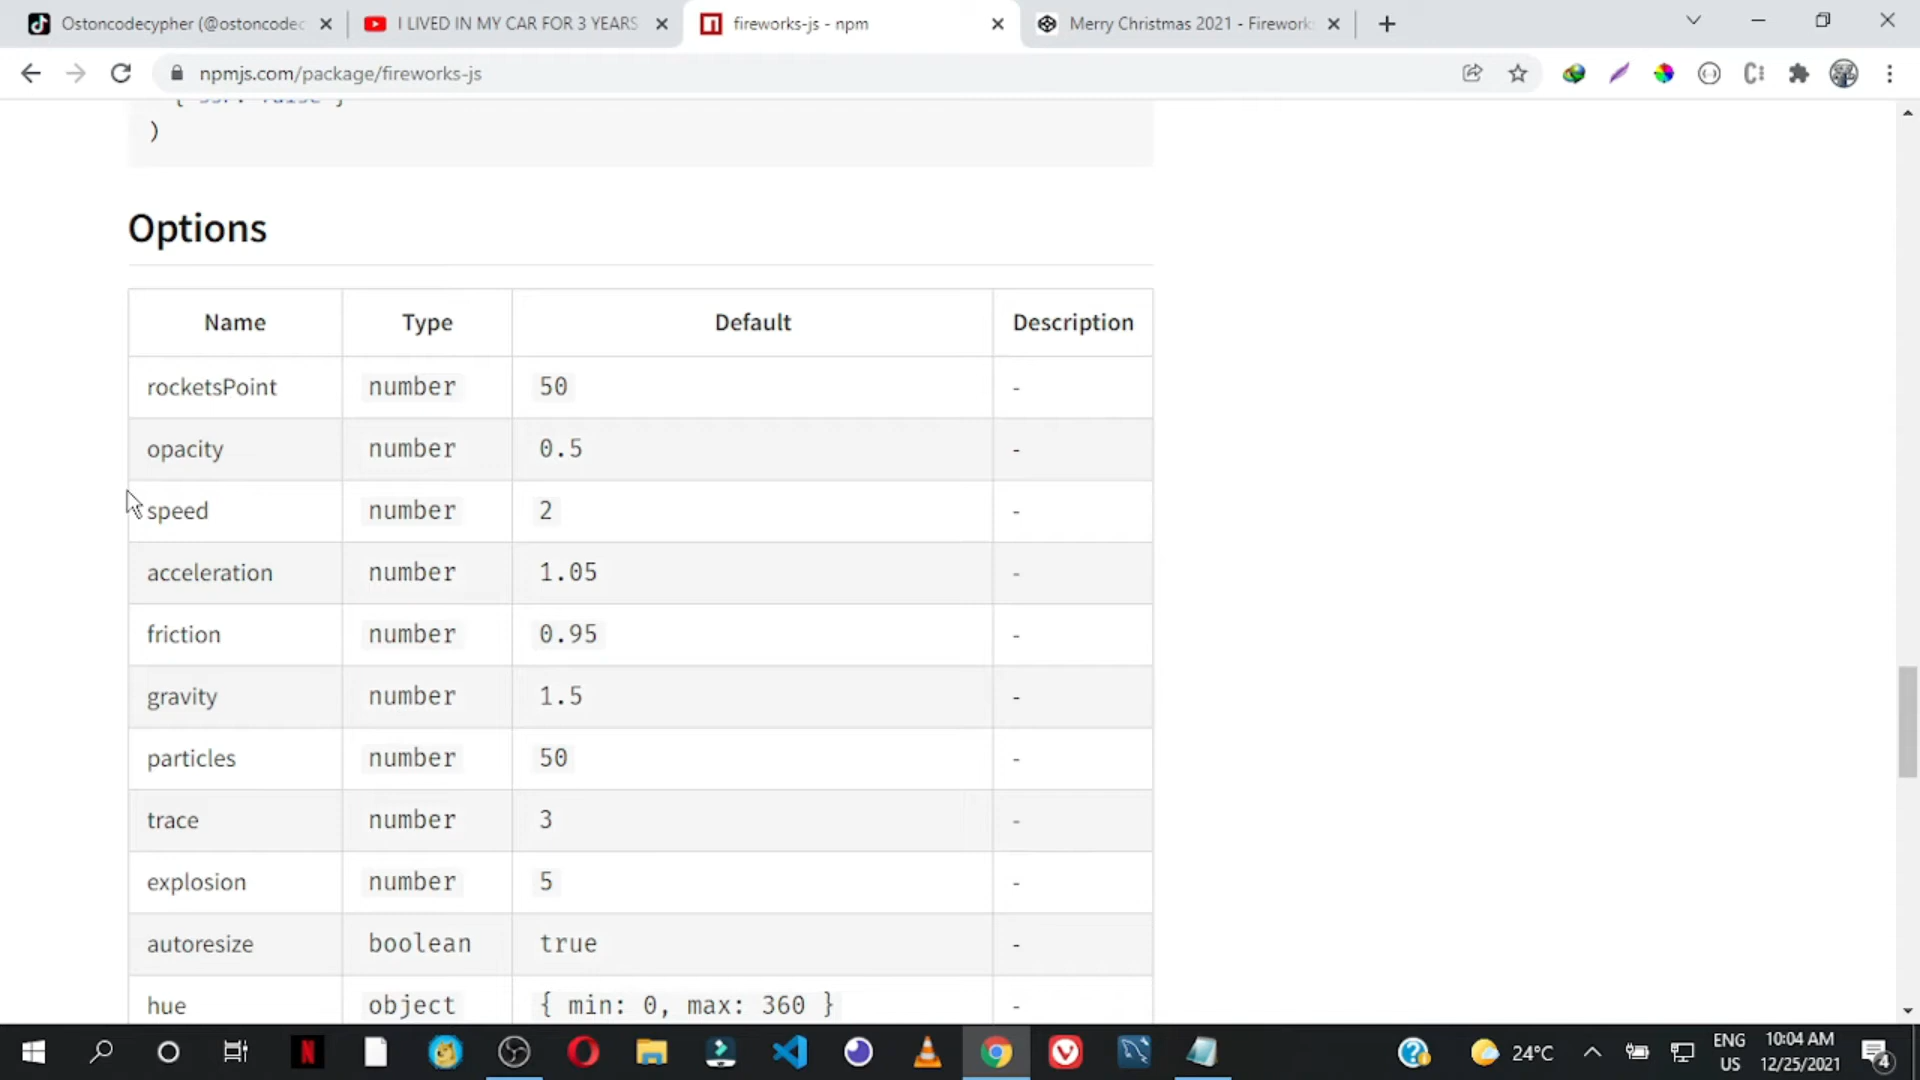 Ostoncodecypher (@ostoncodec
I LIVED IN MY CAR FOR 3 YEARS
fireworks-js - npm
Merry Christmas 2021 - Firework
npmjs.com/package/fireworks-js
)
Options
Name Type Default Description
rocketsPoint number 50 -
opacity number 0.5 -
speed number 2 -
acceleration number 1.05 -
friction number 0.95 -
gravity number 1.5 -
particles number 50 -
trace number 3 -
explosion number 5 -
autoresize boolean true -
hue object { min: 0, max: 360 } -
24°C
ENG
US
10:04 AM
12/25/2021
4